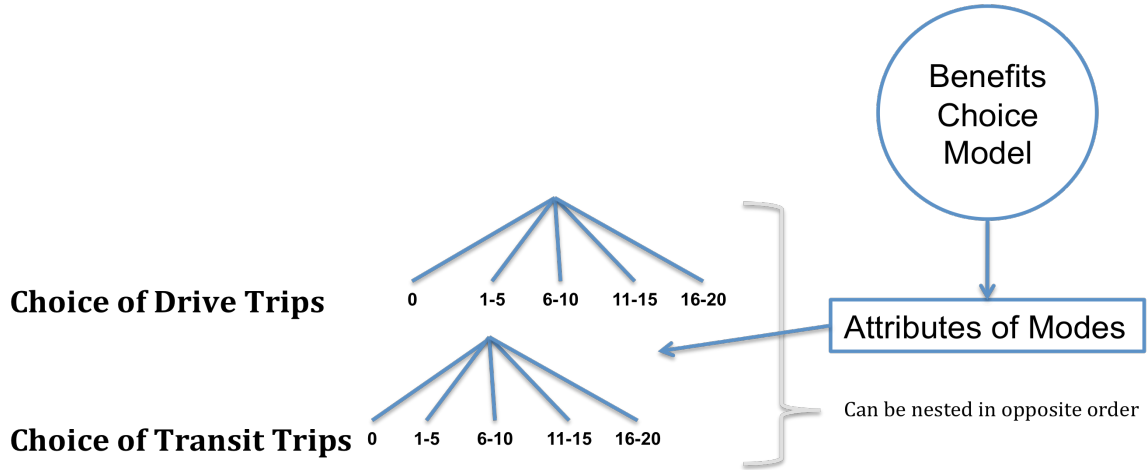 Benefits
Choice
Model
0 1-5 6-10 11-15 16-20
Choice of Drive Trips
Attributes of Modes
Can be nested in opposite order
Choice of Transit Trips 0 1-5 6-10 11-15 16-20